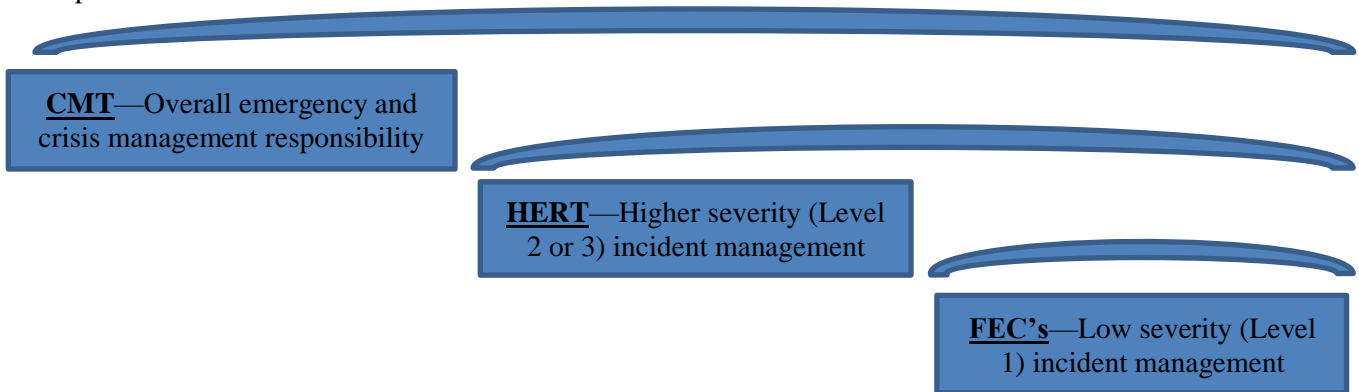 CMT—Overall emergency and
crisis management responsibility
HERT—Higher severity (Level
2 or 3) incident management
FEC’s—Low severity (Level
1) incident management